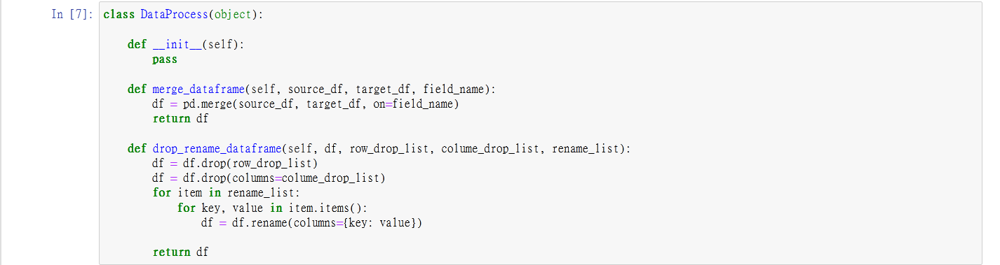 In [7]: class DataProcess(object):
def __init__(self):
pass
def merge_dataframe(self, source_df, target_df, field_name):
df = pd.merge(source_df, target_df, on=field_name)
return df
def drop_rename_dataframe(self, df, row_drop_list, colume_drop_list, rename_list):
df = df.drop(row_drop_list)
df = df.drop(columns=colume_drop_list)
for item in rename_list:
for key, value in item.items():
df = df.rename(columns={key: value})
return df